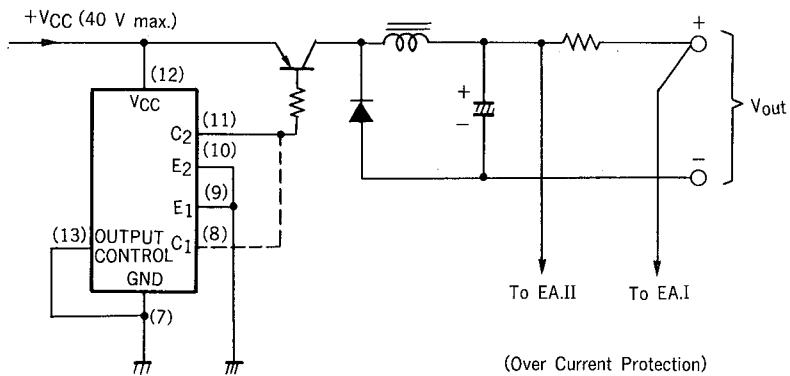 +VCC (40 V max.)
(12)
VCC
C2 (11)
E2 (10)
E1 (9)
(13) OUTPUT CONTROL C1 (8)
GND
(7)
+
−
+
−
Vout
To EA.II
To EA.I
(Over Current Protection)